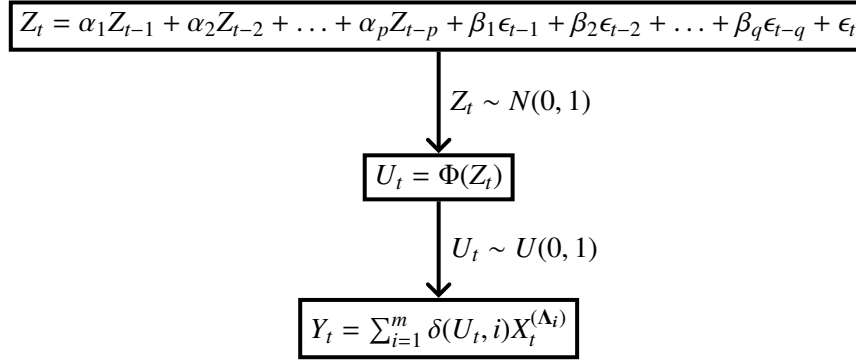 Z_t = α_1 Z_{t−1} + α_2 Z_{t−2} + . . . + α_p Z_{t−p} + β_1 ϵ_{t−1} + β_2 ϵ_{t−2} + . . . + β_q ϵ_{t−q} + ϵ_t
Z_t ∼ N(0, 1)
U_t = Φ(Z_t)
U_t ∼ U(0, 1)
Y_t = ∑_{i=1}^{m} δ(U_t, i) X_t^{(Λ_i)}